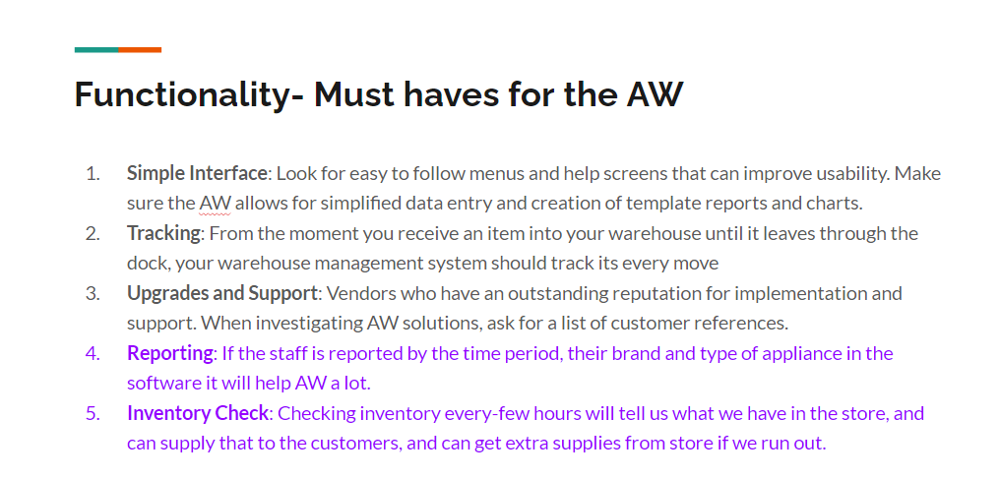 Functionality- Must haves for the AW
1. Simple Interface: Look for easy to follow menus and help screens that can improve usability. Make
sure the AW allows for simplified data entry and creation of template reports and charts.
2. Tracking: From the moment you receive an item into your warehouse until it leaves through the
dock, your warehouse management system should track its every move
3. Upgrades and Support: Vendors who have an outstanding reputation for implementation and
support. When investigating AW solutions, ask for a list of customer references.
4. Reporting: If the staff is reported by the time period, their brand and type of appliance in the
software it will help AW a lot.
5. Inventory Check: Checking inventory every-few hours will tell us what we have in the store, and
can supply that to the customers, and can get extra supplies from store if we run out.